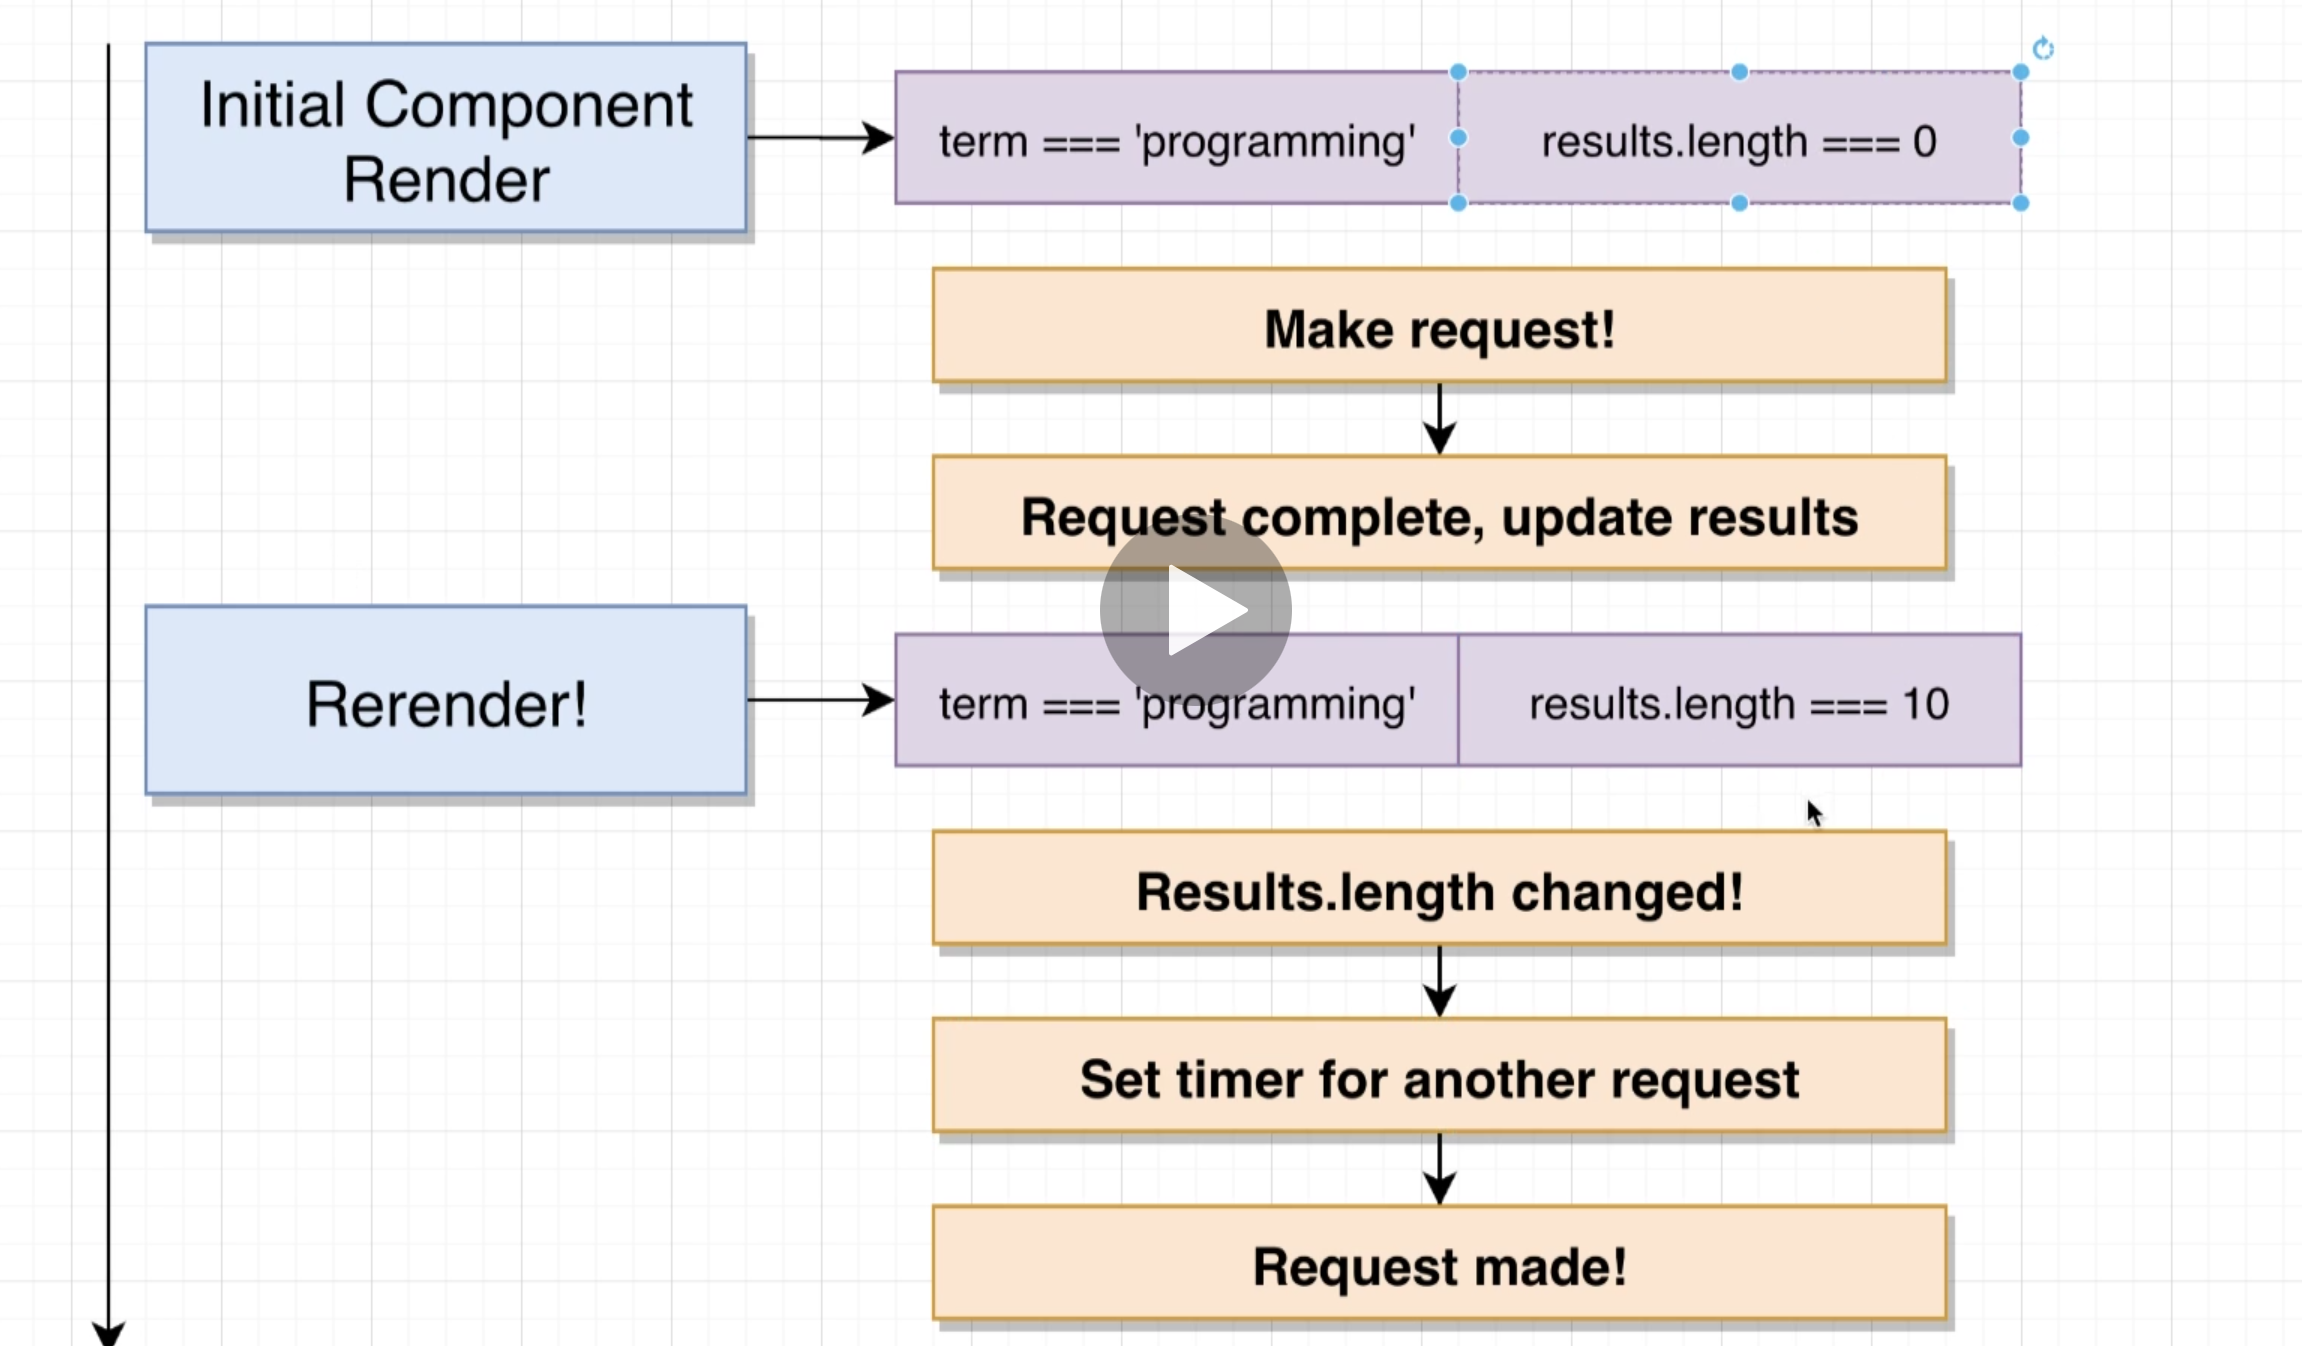 Initial Component
Render
term === 'programming'
results.length === 0
Make request!
Request complete, update results
Rerender!
term === 'programming'
results.length === 10
Results.length changed!
Set timer for another request
Request made!